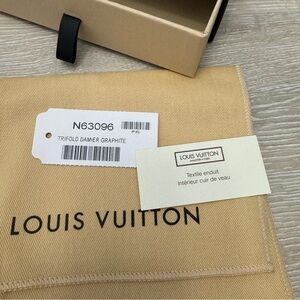 N63096
TRIFOLD DAMIER GRAPHITE
LOUIS VUITTON
Textile enduit
Intérieur cuir de veau
LOUIS VUITTON